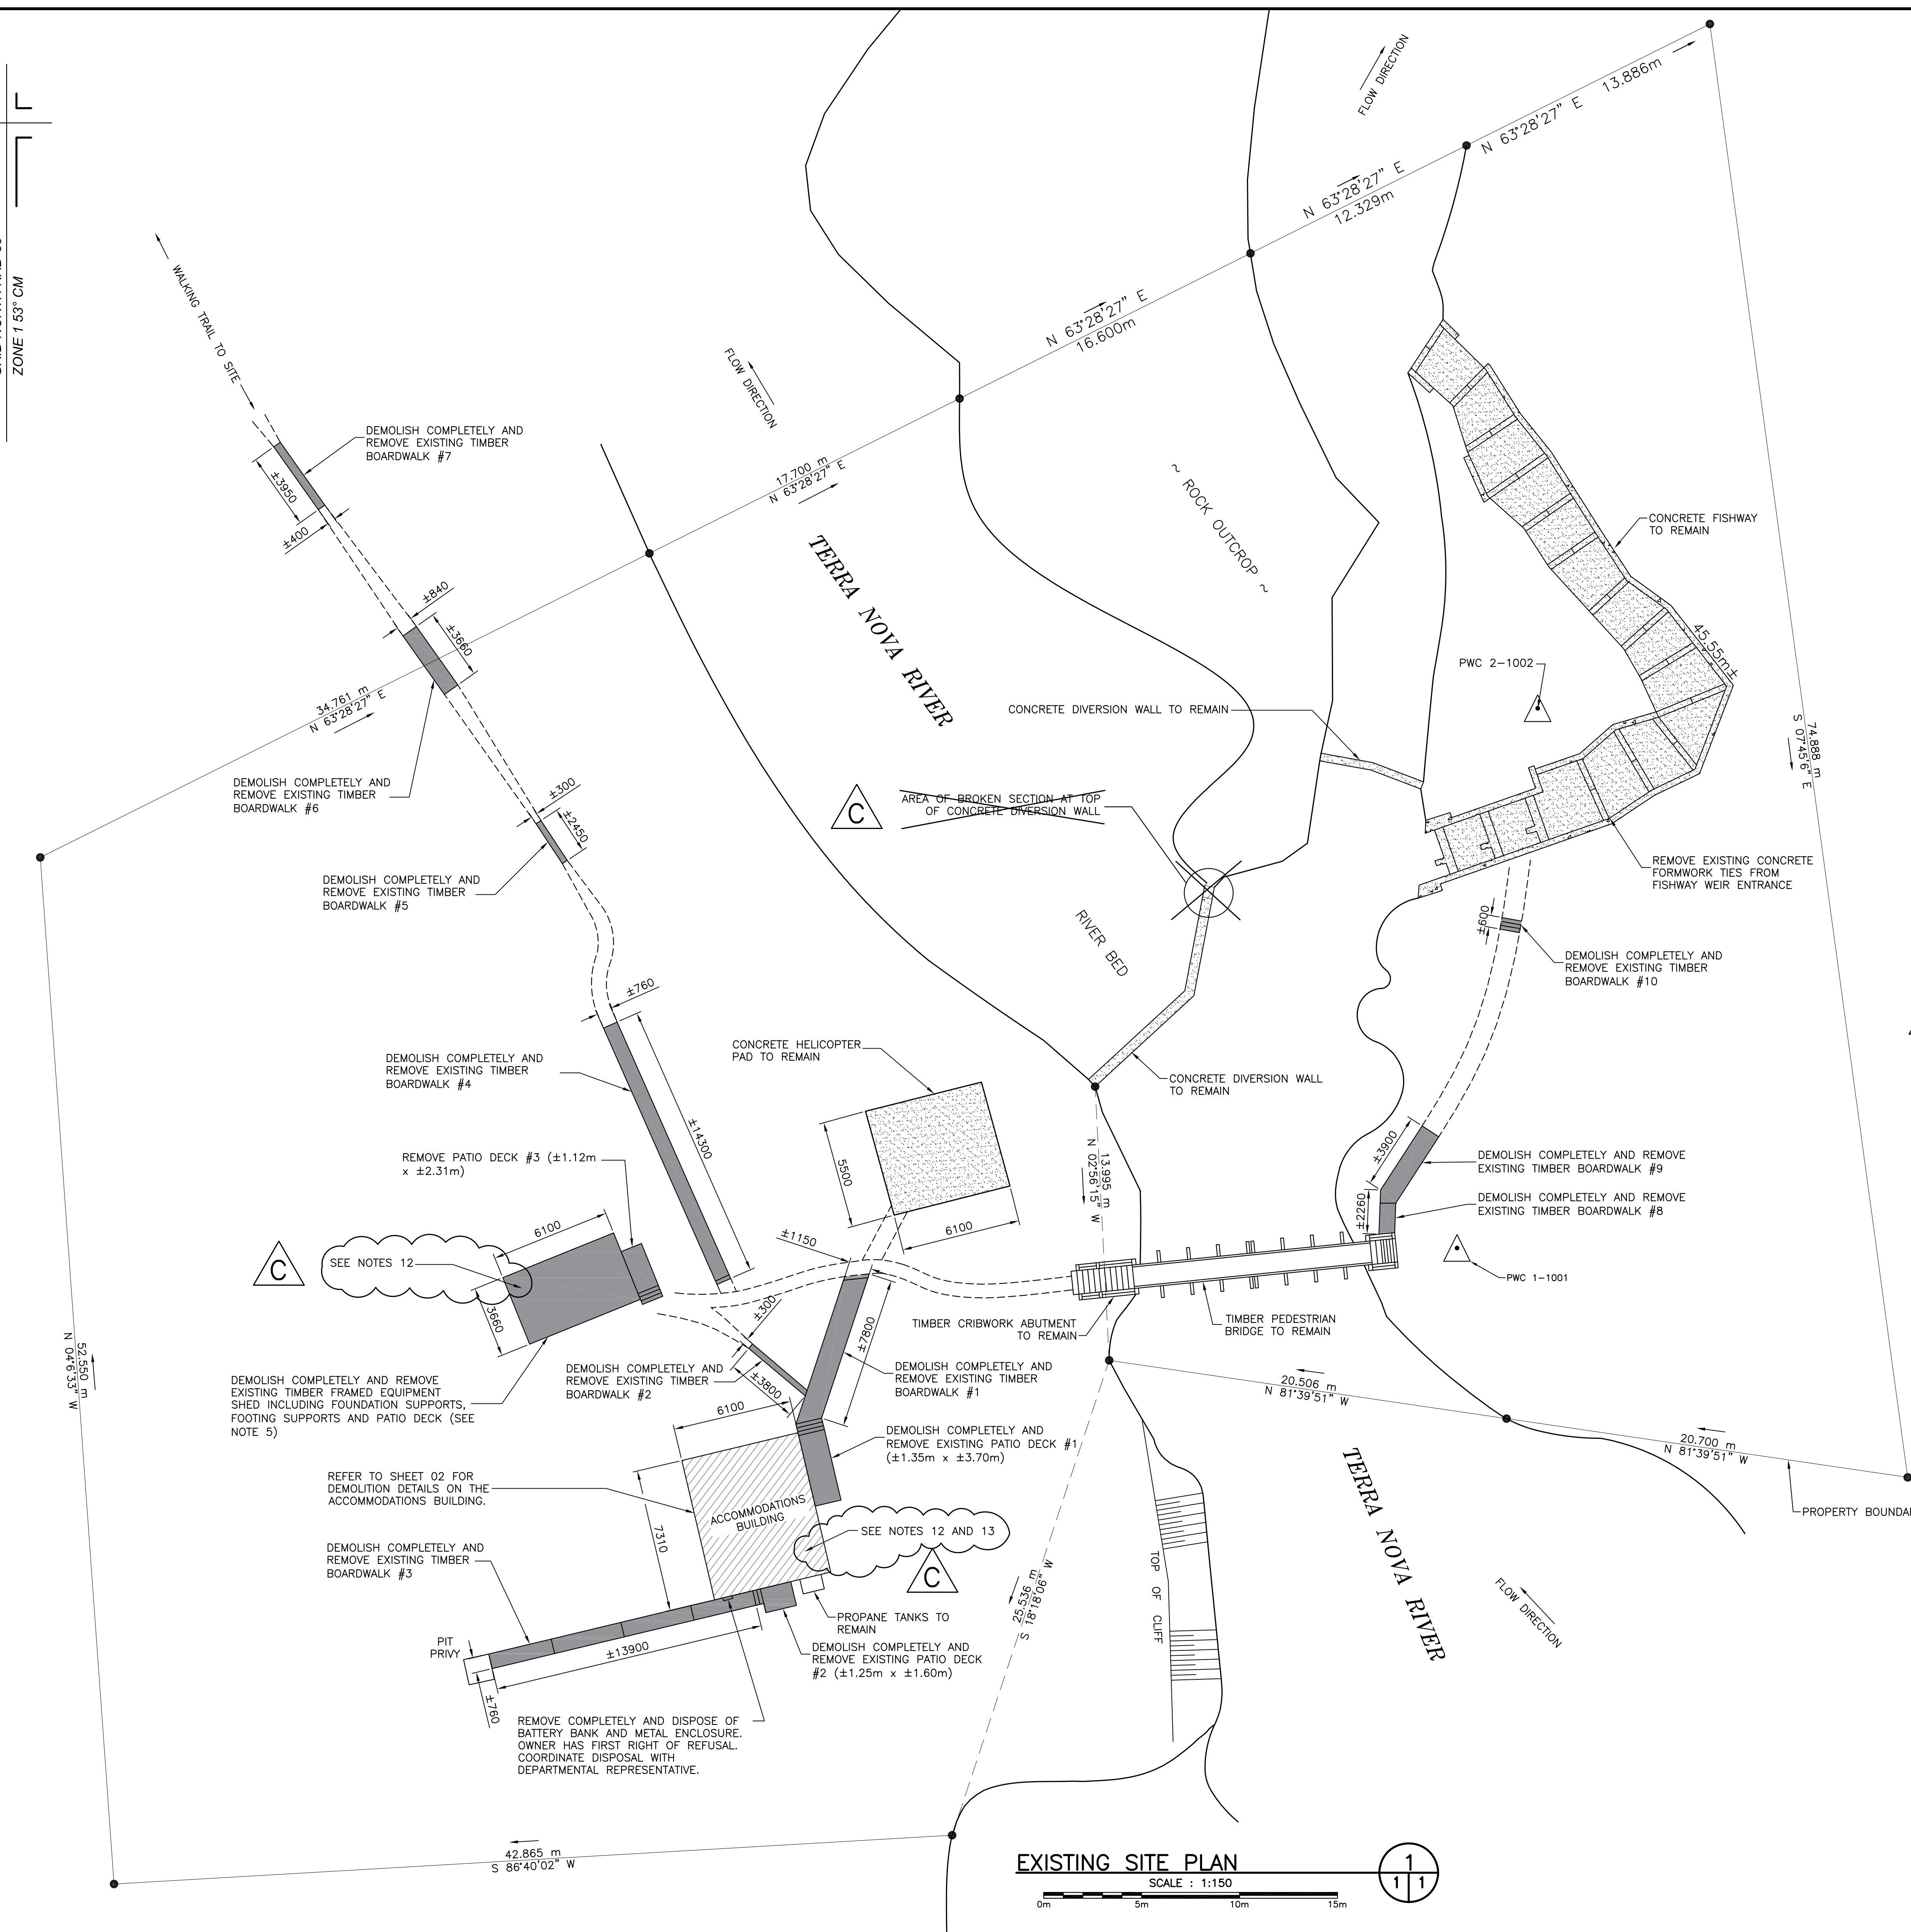 ZONE 1 53° CM
WALKING TRAIL TO SITE
FLOW DIRECTION
N 63°28'27" E 13.886m
N 63°28'27" E
12.329m
N 63°28'27" E
16.600m
FLOW DIRECTION
17.700 m
N 63°28'27" E
34.761 m
N 63°28'27" E
DEMOLISH COMPLETELY AND
REMOVE EXISTING TIMBER
BOARDWALK #7
±3950
±400
±840
±3660
TERRA NOVA RIVER
~ ROCK OUTCROP ~
CONCRETE FISHWAY
TO REMAIN
45.55m±
PWC 2-1002
74.888 m
S 07°45'6" E
CONCRETE DIVERSION WALL TO REMAIN
DEMOLISH COMPLETELY AND
REMOVE EXISTING TIMBER
BOARDWALK #6
±300
±2450
C
AREA OF BROKEN SECTION AT TOP
OF CONCRETE DIVERSION WALL
DEMOLISH COMPLETELY AND
REMOVE EXISTING TIMBER
BOARDWALK #5
REMOVE EXISTING CONCRETE
FORMWORK TIES FROM
FISHWAY WEIR ENTRANCE
RIVER BED
±600
DEMOLISH COMPLETELY AND
REMOVE EXISTING TIMBER
BOARDWALK #10
±760
DEMOLISH COMPLETELY AND
REMOVE EXISTING TIMBER
BOARDWALK #4
±14300
CONCRETE HELICOPTER
PAD TO REMAIN
5500
6100
CONCRETE DIVERSION WALL
TO REMAIN
13.995 m
N 02°56'15" W
±3900
±2260
DEMOLISH COMPLETELY AND REMOVE
EXISTING TIMBER BOARDWALK #9
DEMOLISH COMPLETELY AND REMOVE
EXISTING TIMBER BOARDWALK #8
PWC 1-1001
REMOVE PATIO DECK #3 (±1.12m
x ±2.31m)
6100
C
SEE NOTES 12
3660
±1150
±300
±7800
±3800
TIMBER CRIBWORK ABUTMENT
TO REMAIN
TIMBER PEDESTRIAN
BRIDGE TO REMAIN
52.550 m
N 04°6'33" W
DEMOLISH COMPLETELY AND REMOVE
EXISTING TIMBER FRAMED EQUIPMENT
SHED INCLUDING FOUNDATION SUPPORTS,
FOOTING SUPPORTS AND PATIO DECK (SEE
NOTE 5)
DEMOLISH COMPLETELY AND
REMOVE EXISTING TIMBER
BOARDWALK #2
DEMOLISH COMPLETELY AND
REMOVE EXISTING TIMBER
BOARDWALK #1
20.506 m
N 81°39'51" W
20.700 m
N 81°39'51" W
6100
DEMOLISH COMPLETELY AND
REMOVE EXISTING PATIO DECK #1
(±1.35m x ±3.70m)
REFER TO SHEET 02 FOR
DEMOLITION DETAILS ON THE
ACCOMMODATIONS BUILDING.
7310
ACCOMMODATIONS
BUILDING
SEE NOTES 12 AND 13
C
PROPERTY BOUNDA
TERRA NOVA RIVER
FLOW DIRECTION
TOP OF CLIFF
25.536 m
S 18°18'06" W
DEMOLISH COMPLETELY AND
REMOVE EXISTING TIMBER
BOARDWALK #3
PIT
PRIVY
±13900
±760
PROPANE TANKS TO
REMAIN
DEMOLISH COMPLETELY AND
REMOVE EXISTING PATIO DECK
#2 (±1.25m x ±1.60m)
REMOVE COMPLETELY AND DISPOSE OF
BATTERY BANK AND METAL ENCLOSURE.
OWNER HAS FIRST RIGHT OF REFUSAL.
COORDINATE DISPOSAL WITH
DEPARTMENTAL REPRESENTATIVE.
42.865 m
S 86°40'02" W
EXISTING SITE PLAN
SCALE : 1:150
0m 5m 10m 15m
1
1 1